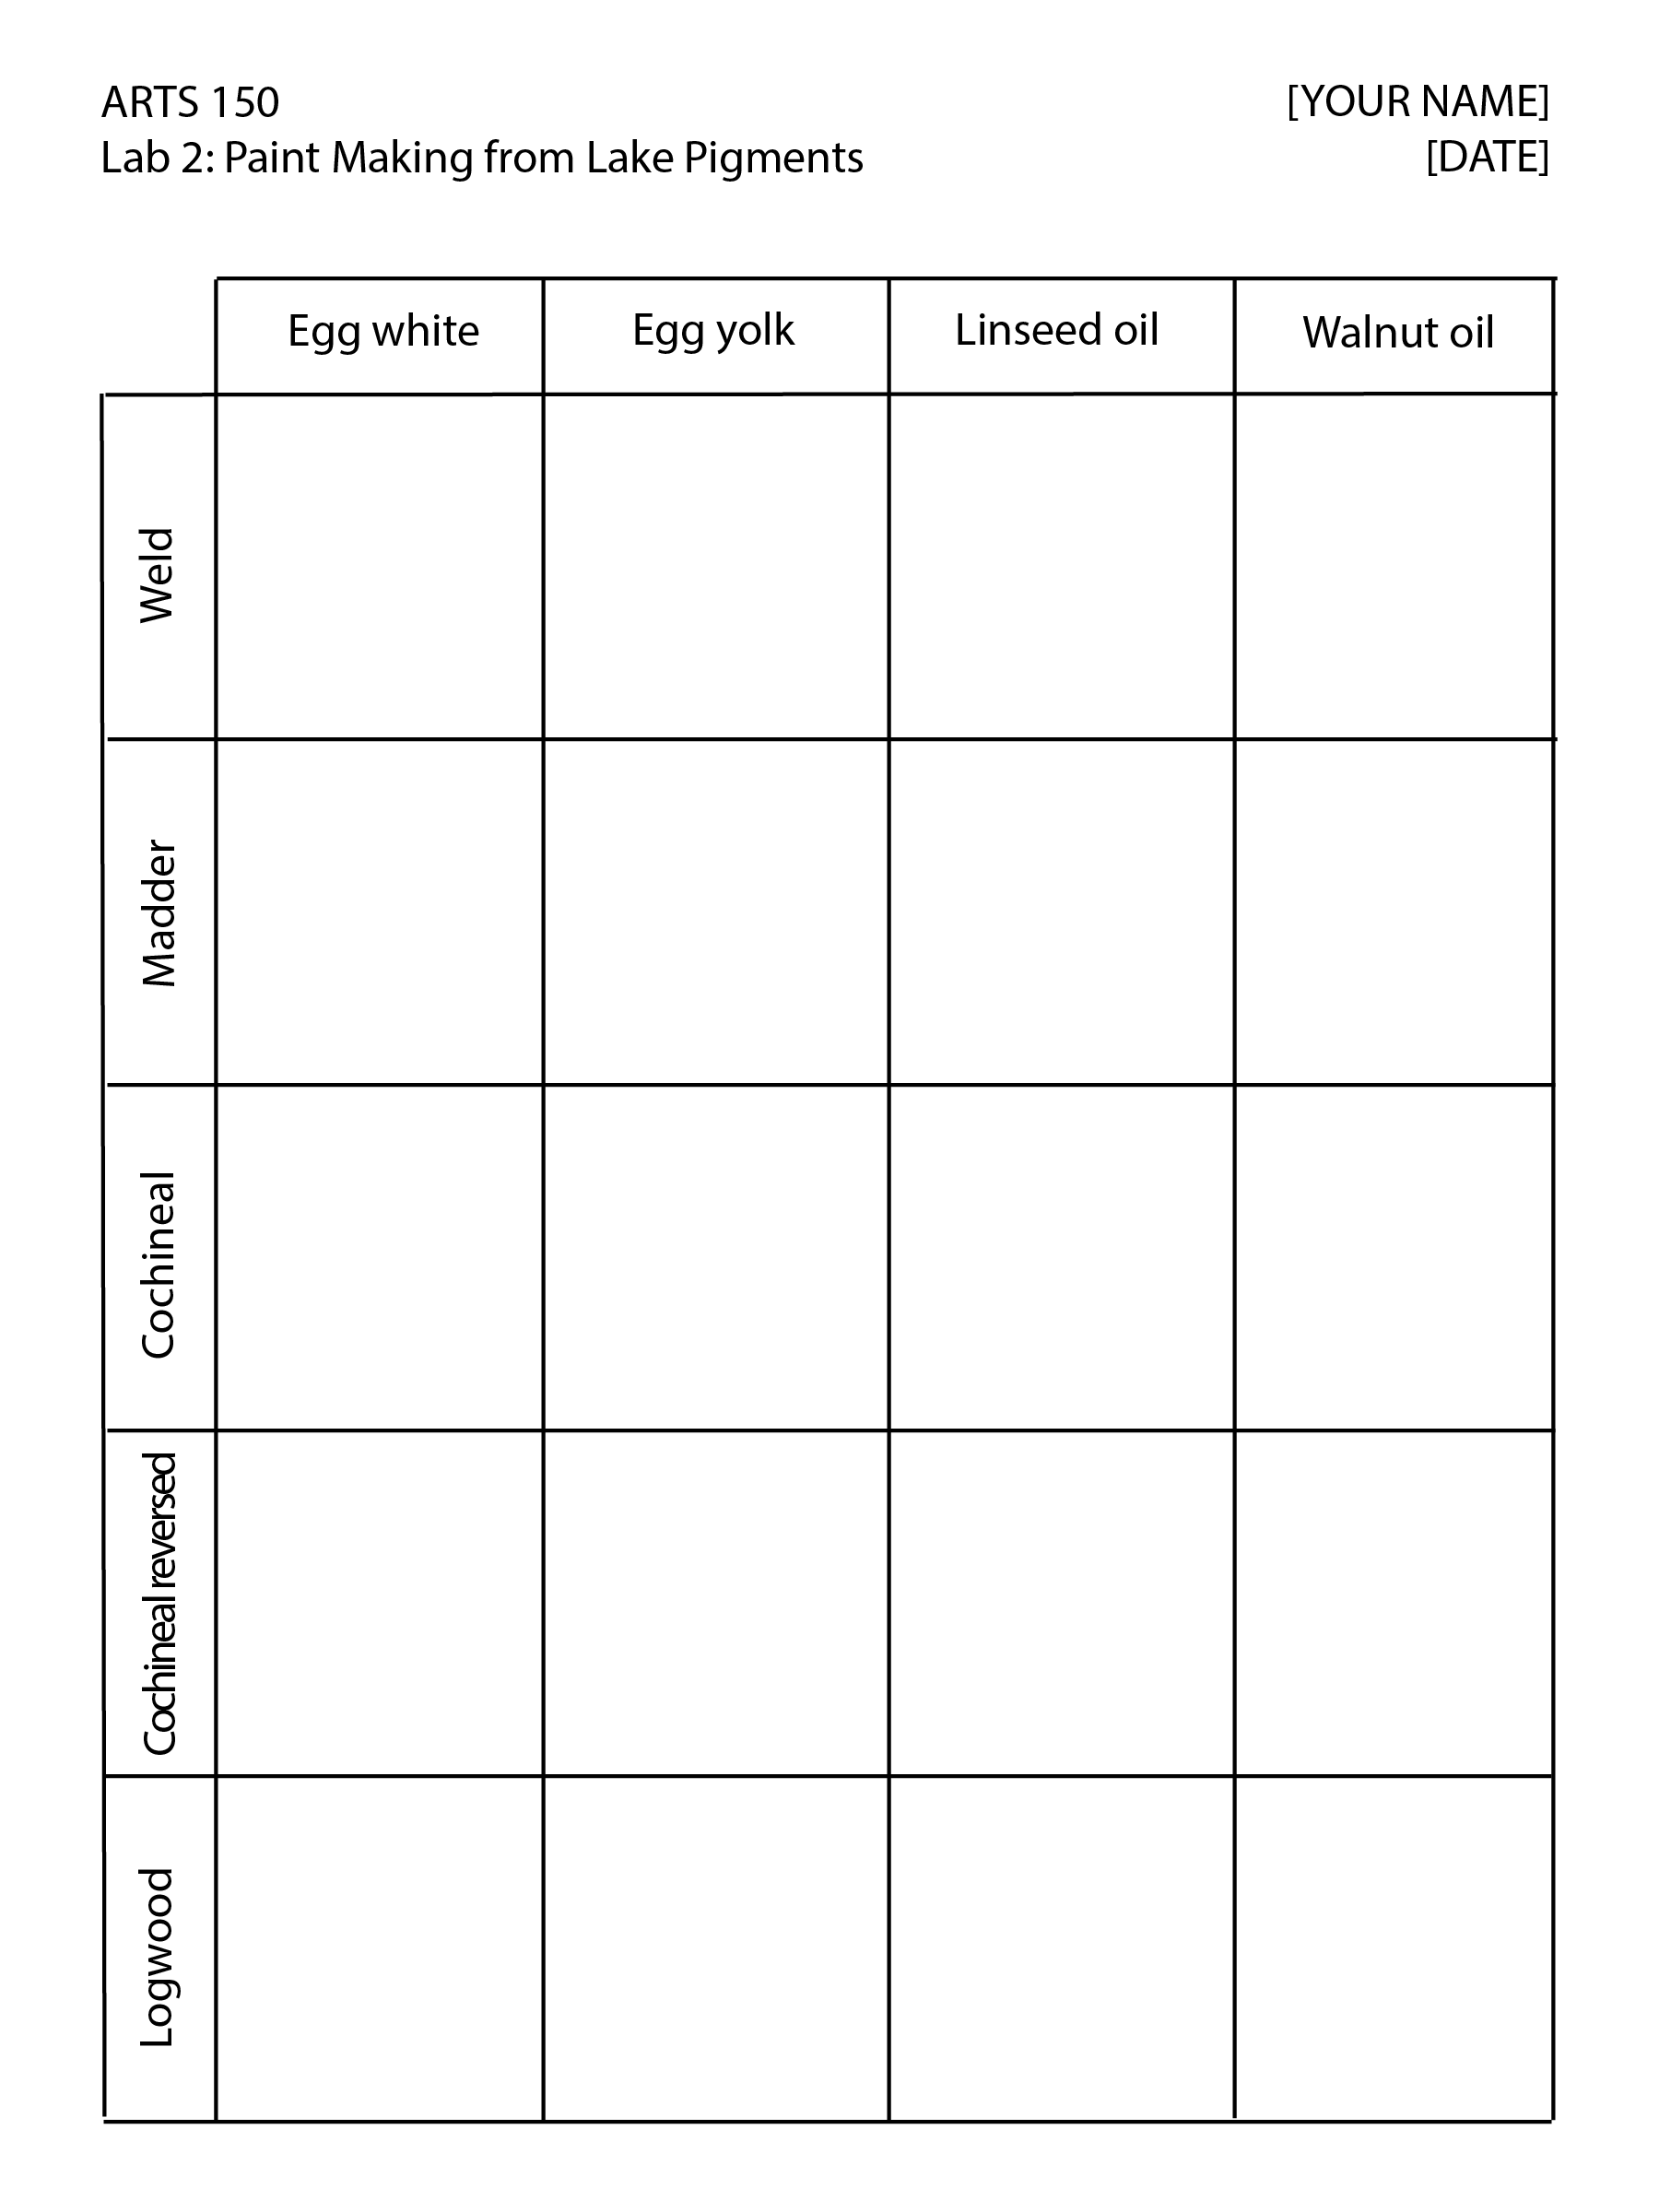 ARTS 150
Lab 2: Paint Making from Lake Pigments
[YOUR NAME]
[DATE]
Egg white
Egg yolk
Linseed oil
Walnut oil
Weld
Madder
Cochineal
Cochineal reversed
Logwood